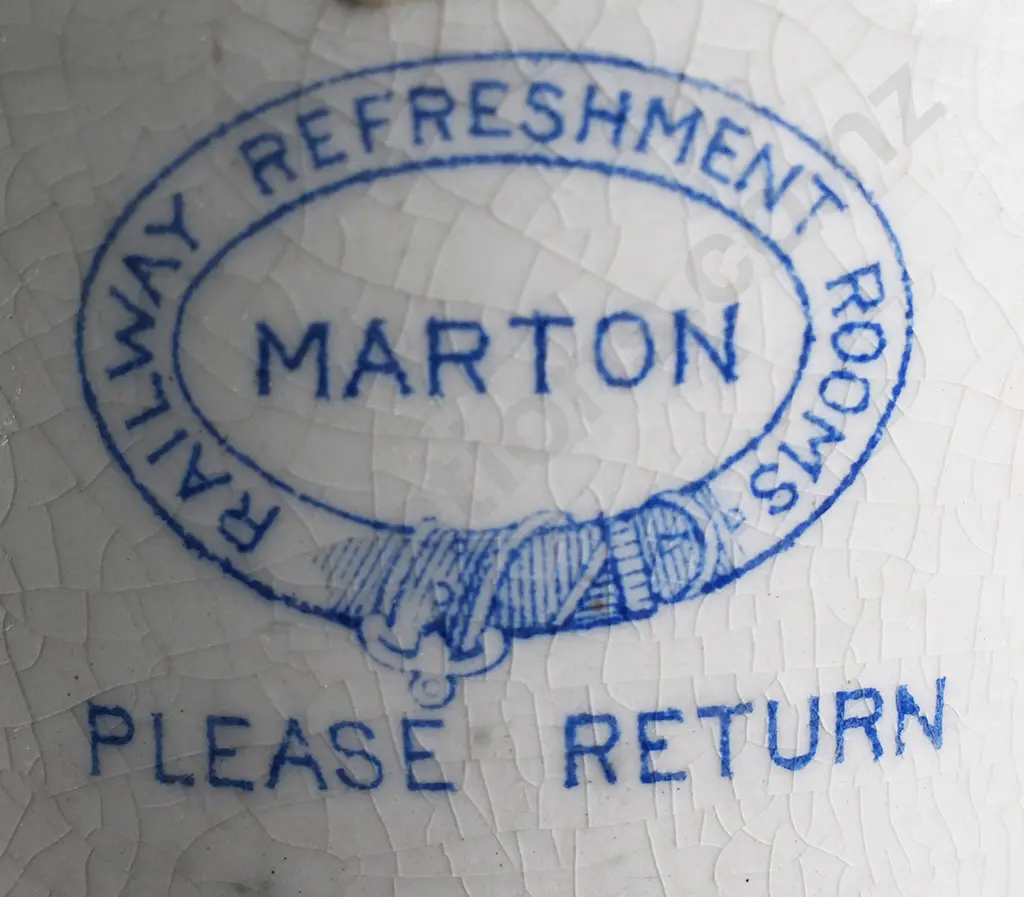 RAILWAY REFRESHMENT ROOMS
MARTON
PLEASE RETURN